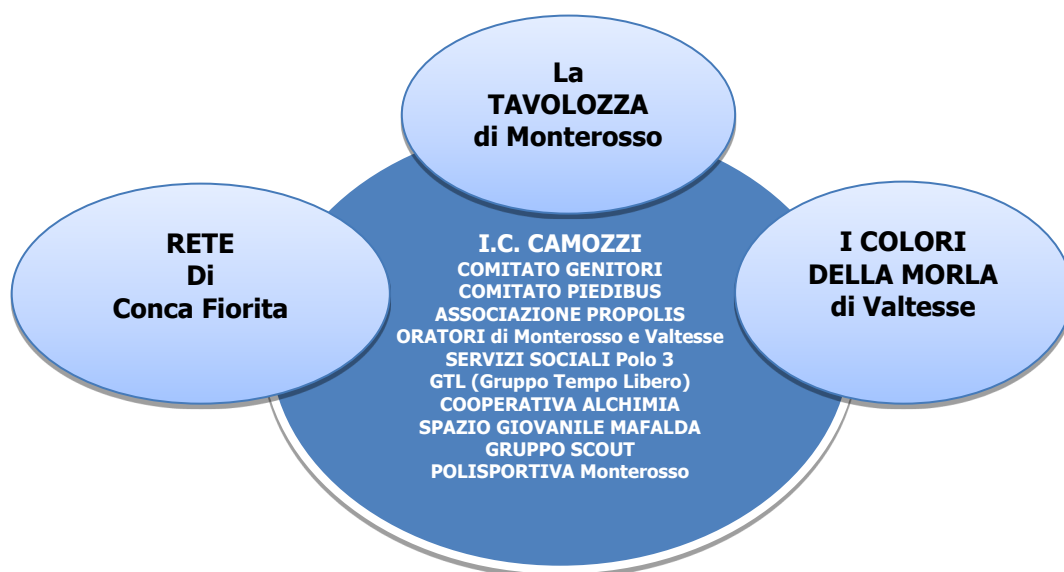 La
TAVOLOZZA
di Monterosso
RETE
Di
Conca Fiorita
I.C. CAMOZZI
COMITATO GENITORI
COMITATO PIEDIBUS
ASSOCIAZIONE PROPOLIS
ORATORI di Monterosso e Valtesse
SERVIZI SOCIALI Polo 3
GTL (Gruppo Tempo Libero)
COOPERATIVA ALCHIMIA
SPAZIO GIOVANILE MAFALDA
GRUPPO SCOUT
POLISPORTIVA Monterosso
I COLORI
DELLA MORLA
di Valtesse